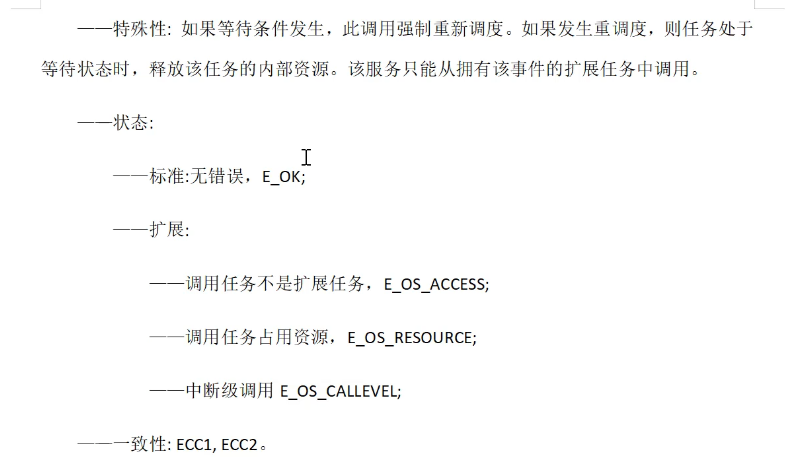 ——特殊性: 如果等待条件发生，此调用强制重新调度。如果发生重调度，则任务处于
等待状态时，释放该任务的内部资源。该服务只能从拥有该事件的扩展任务中调用。
——状态:
——标准:无错误，E_OK;
——扩展:
——调用任务不是扩展任务，E_OS_ACCESS;
——调用任务占用资源，E_OS_RESOURCE;
——中断级调用 E_OS_CALLEVEL;
——一致性: ECC1, ECC2。